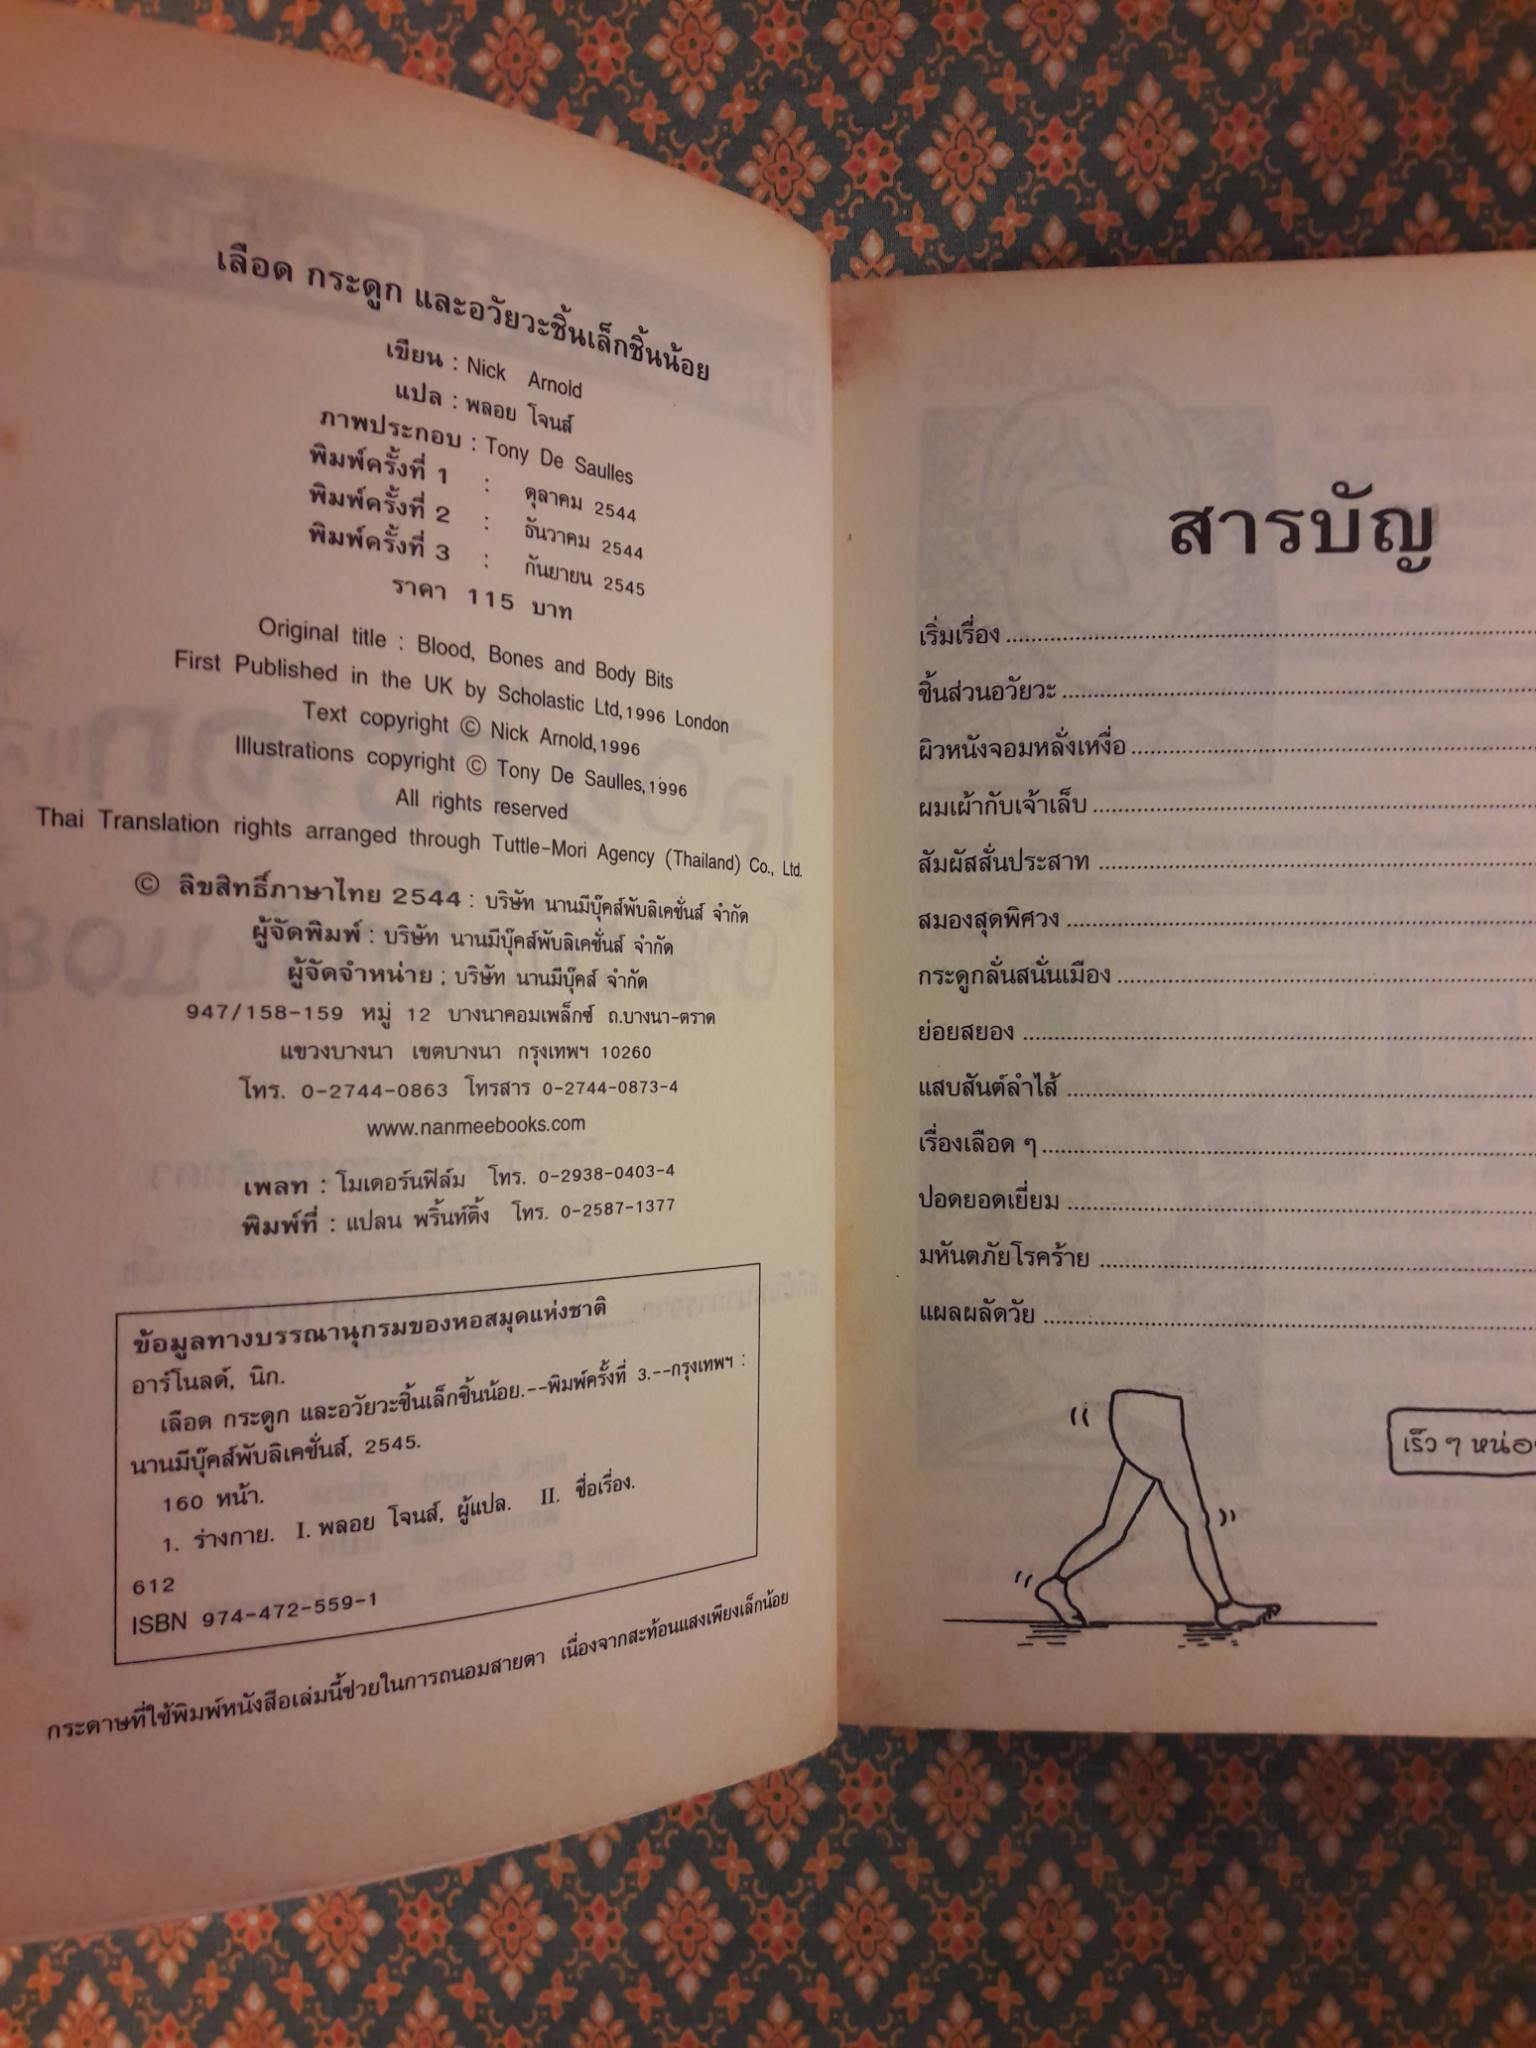 เลือด กระดูก และอวัยวะชิ้นเล็กชิ้นน้อย
เขียน : Nick Arnold
แปล : พลอย โจนส์
ภาพประกอบ : Tony De Saulles
พิมพ์ครั้งที่ 1 : ตุลาคม 2544
พิมพ์ครั้งที่ 2 : ธันวาคม 2544
พิมพ์ครั้งที่ 3 : กันยายน 2545
ราคา 115 บาท
Original title : Blood, Bones and Body Bits
First Published in the UK by Scholastic Ltd,1996 London
Text copyright © Nick Arnold,1996
Illustrations copyright © Tony De Saulles,1996
All rights reserved
Thai Translation rights arranged through Tuttle-Mori Agency (Thailand) Co., Ltd.
© ลิขสิทธิ์ภาษาไทย 2544 : บริษัท นานมีบุ๊คส์พับลิเคชั่นส์ จำกัด
ผู้จัดพิมพ์ : บริษัท นานมีบุ๊คส์พับลิเคชั่นส์ จำกัด
ผู้จัดจำหน่าย : บริษัท นานมีบุ๊คส์ จำกัด
947/158-159 หมู่ 12 บางนาคอมเพล็กซ์ ถ.บางนา-ตราด
แขวงบางนา เขตบางนา กรุงเทพฯ 10260
โทร. 0-2744-0863 โทรสาร 0-2744-0873-4
www.nanmeebooks.com
เพลท : โมเดอร์นฟิล์ม โทร. 0-2938-0403-4
พิมพ์ที่ : แปลน พริ้นท์ติ้ง โทร. 0-2587-1377
ข้อมูลทางบรรณานุกรมของหอสมุดแห่งชาติ
อาร์โนลด์, นิก.
เลือด กระดูก และอวัยวะชิ้นเล็กชิ้นน้อย.--พิมพ์ครั้งที่ 3.--กรุงเทพฯ :
นานมีบุ๊คส์พับลิเคชั่นส์, 2545.
160 หน้า.
1. ร่างกาย. I. พลอย โจนส์, ผู้แปล. II. ชื่อเรื่อง.
612
ISBN 974-472-559-1
กระดาษที่ใช้พิมพ์หนังสือเล่มนี้ช่วยในการถนอมสายตา เนื่องจากสะท้อนแสงเพียงเล็กน้อย
สารบัญ
เริ่มเรื่อง
ชิ้นส่วนอวัยวะ
ผิวหนังจอมหลั่งเหงื่อ
ผมเผ้ากับเจ้าเล็บ
สัมผัสสั่นประสาท
สมองสุดพิศวง
กระดูกลั่นสนั่นเมือง
ย่อยสยอง
แสบสันต์ลำไส้
เรื่องเลือด ๆ
ปอดยอดเยี่ยม
มหันตภัยโรคร้าย
แผลผลัดวัย
เร็ว ๆ